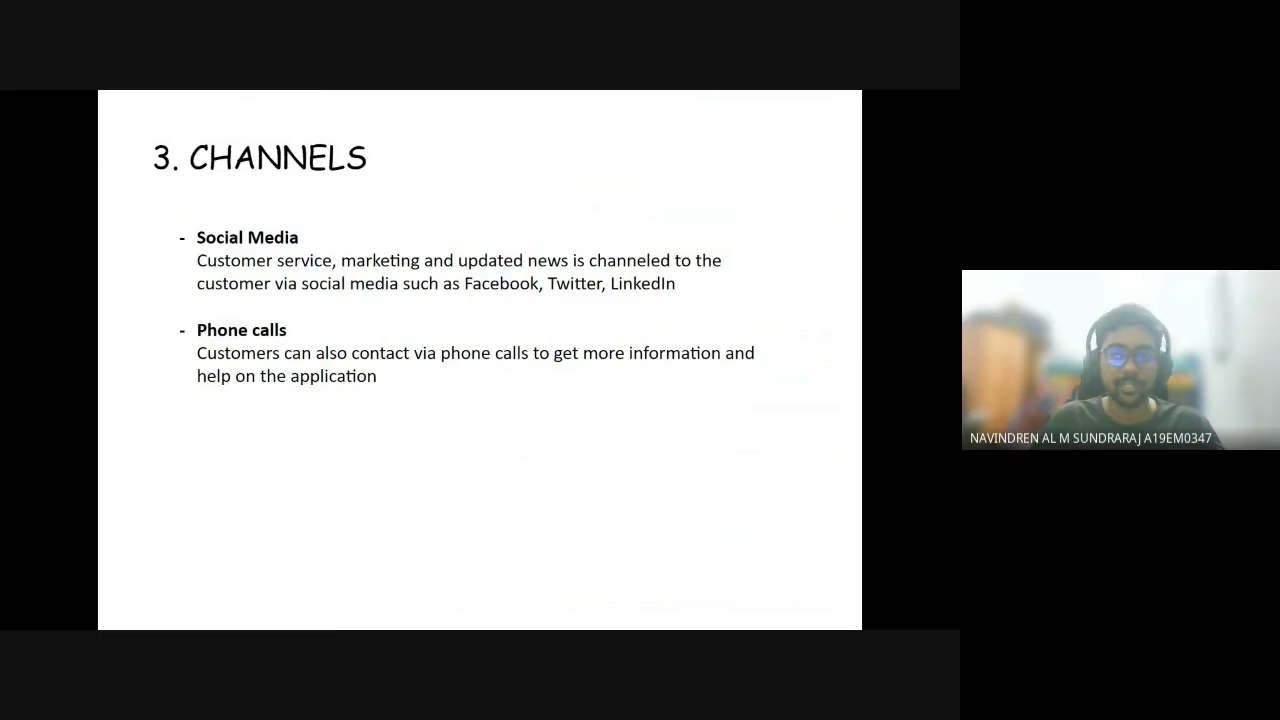 3. CHANNELS
- Social Media
Customer service, marketing and updated news is channeled to the
customer via social media such as Facebook, Twitter, LinkedIn
- Phone calls
Customers can also contact via phone calls to get more information and
help on the application
NAVINDREN AL M SUNDRARAJ A19EM0347